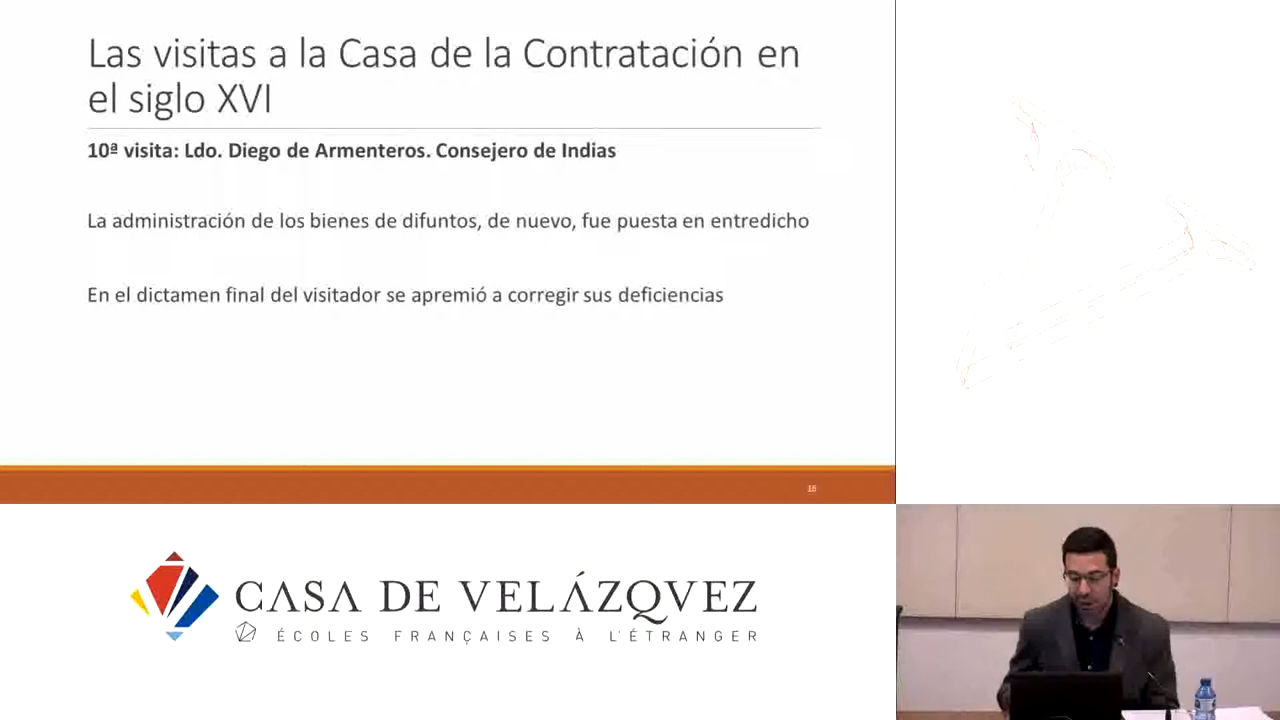 Las visitas a la Casa de la Contratación en
el siglo XVI
10ª visita: Ldo. Diego de Armenteros. Consejero de Indias
La administración de los bienes de difuntos, de nuevo, fue puesta en entredicho
En el dictamen final del visitador se apremió a corregir sus deficiencias
16
CASA DE VELÁZQVEZ
ÉCOLES FRANÇAISES À L'ÉTRANGER